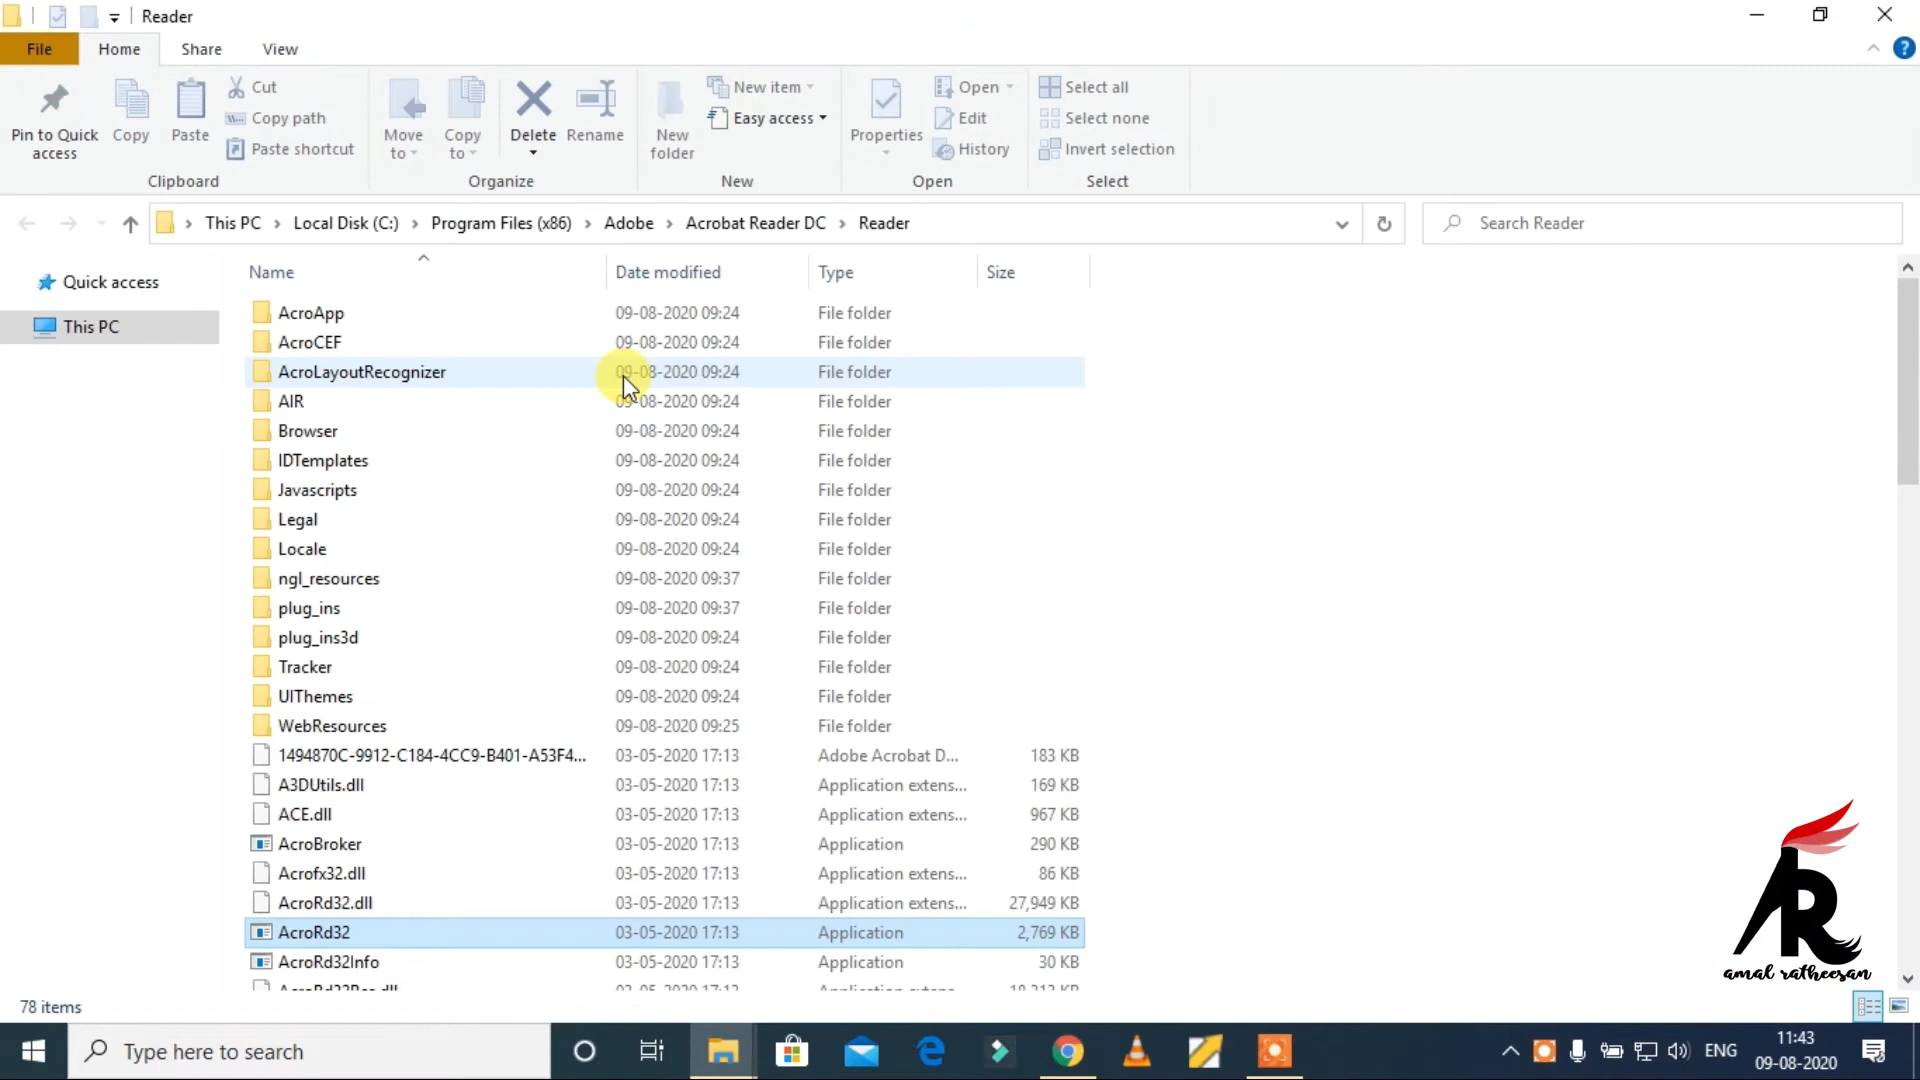 Reader
File Home Share View
Pin to Quick access
Copy
Paste
Cut
Copy path
Paste shortcut
Clipboard
Move to
Copy to
Delete
Rename
Organize
New folder
New item
Easy access
New
Properties
Open
Edit
History
Open
Select all
Select none
Invert selection
Select
This PC > Local Disk (C:) > Program Files (x86) > Adobe > Acrobat Reader DC > Reader
Search Reader
Quick access
This PC
Name Date modified Type Size
AcroApp 09-08-2020 09:24 File folder
AcroCEF 09-08-2020 09:24 File folder
AcroLayoutRecognizer 09-08-2020 09:24 File folder
AIR 09-08-2020 09:24 File folder
Browser 09-08-2020 09:24 File folder
IDTemplates 09-08-2020 09:24 File folder
Javascripts 09-08-2020 09:24 File folder
Legal 09-08-2020 09:24 File folder
Locale 09-08-2020 09:24 File folder
ngl_resources 09-08-2020 09:37 File folder
plug_ins 09-08-2020 09:37 File folder
plug_ins3d 09-08-2020 09:24 File folder
Tracker 09-08-2020 09:24 File folder
UIThemes 09-08-2020 09:24 File folder
WebResources 09-08-2020 09:25 File folder
1494870C-9912-C184-4CC9-B401-A53F4... 03-05-2020 17:13 Adobe Acrobat D... 183 KB
A3DUtils.dll 03-05-2020 17:13 Application extens... 169 KB
ACE.dll 03-05-2020 17:13 Application extens... 967 KB
AcroBroker 03-05-2020 17:13 Application 290 KB
Acrofx32.dll 03-05-2020 17:13 Application extens... 86 KB
AcroRd32.dll 03-05-2020 17:13 Application extens... 27,949 KB
AcroRd32 03-05-2020 17:13 Application 2,769 KB
AcroRd32Info 03-05-2020 17:13 Application 30 KB
AR
amal ratheesan
78 items
Type here to search
ENG
11:43
09-08-2020